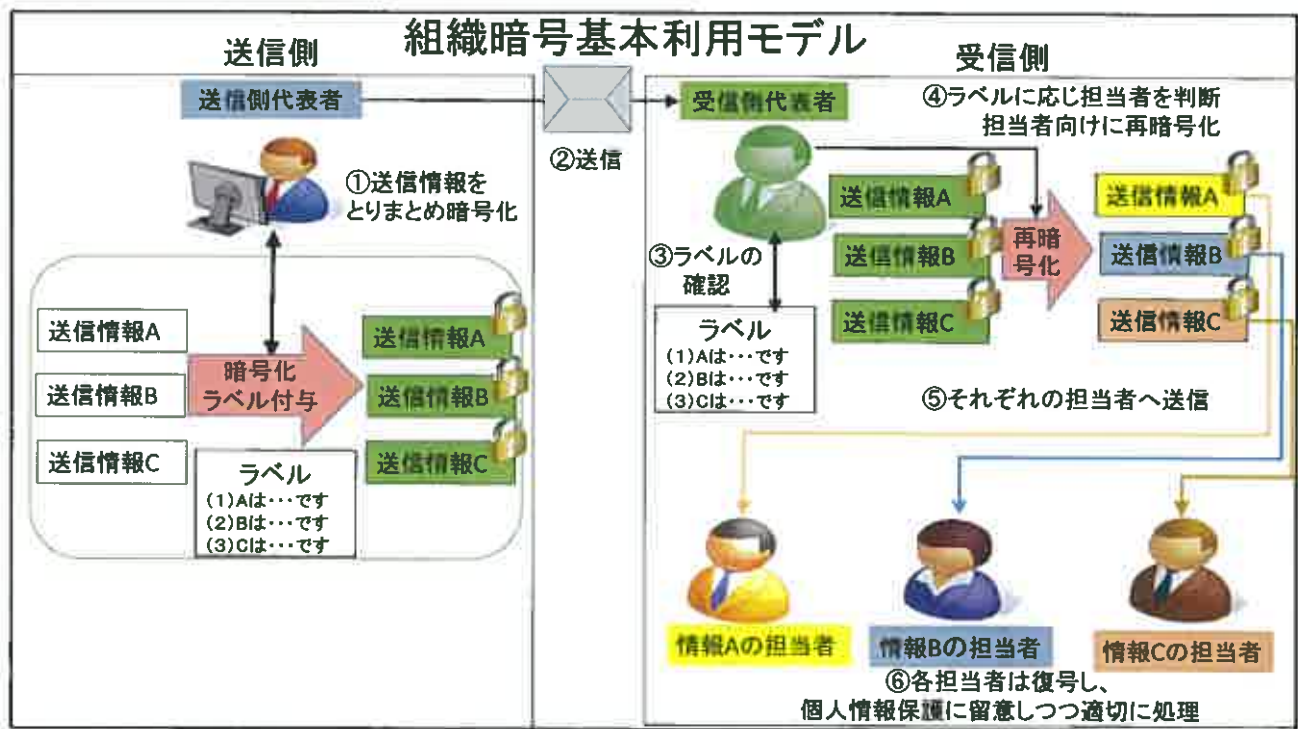 組織暗号基本利用モデル
送信側
送信側代表者
①送信情報を
とりまとめ暗号化
送信情報A
送信情報B
送信情報C
暗号化
ラベル付与
ラベル
(1)Aは・・・です
(2)Bは・・・です
(3)Cは・・・です
送信情報A
送信情報B
送信情報C
②送信
受信側
受信側代表者
③ラベルの
確認
ラベル
(1)Aは・・・です
(2)Bは・・・です
(3)Cは・・・です
④ラベルに応じ担当者を判断
担当者向けに再暗号化
送信情報A
送信情報B
送信情報C
再暗
号化
送信情報A
送信情報B
送信情報C
⑤それぞれの担当者へ送信
情報Aの担当者
情報Bの担当者
情報Cの担当者
⑥各担当者は復号し、
個人情報保護に留意しつつ適切に処理